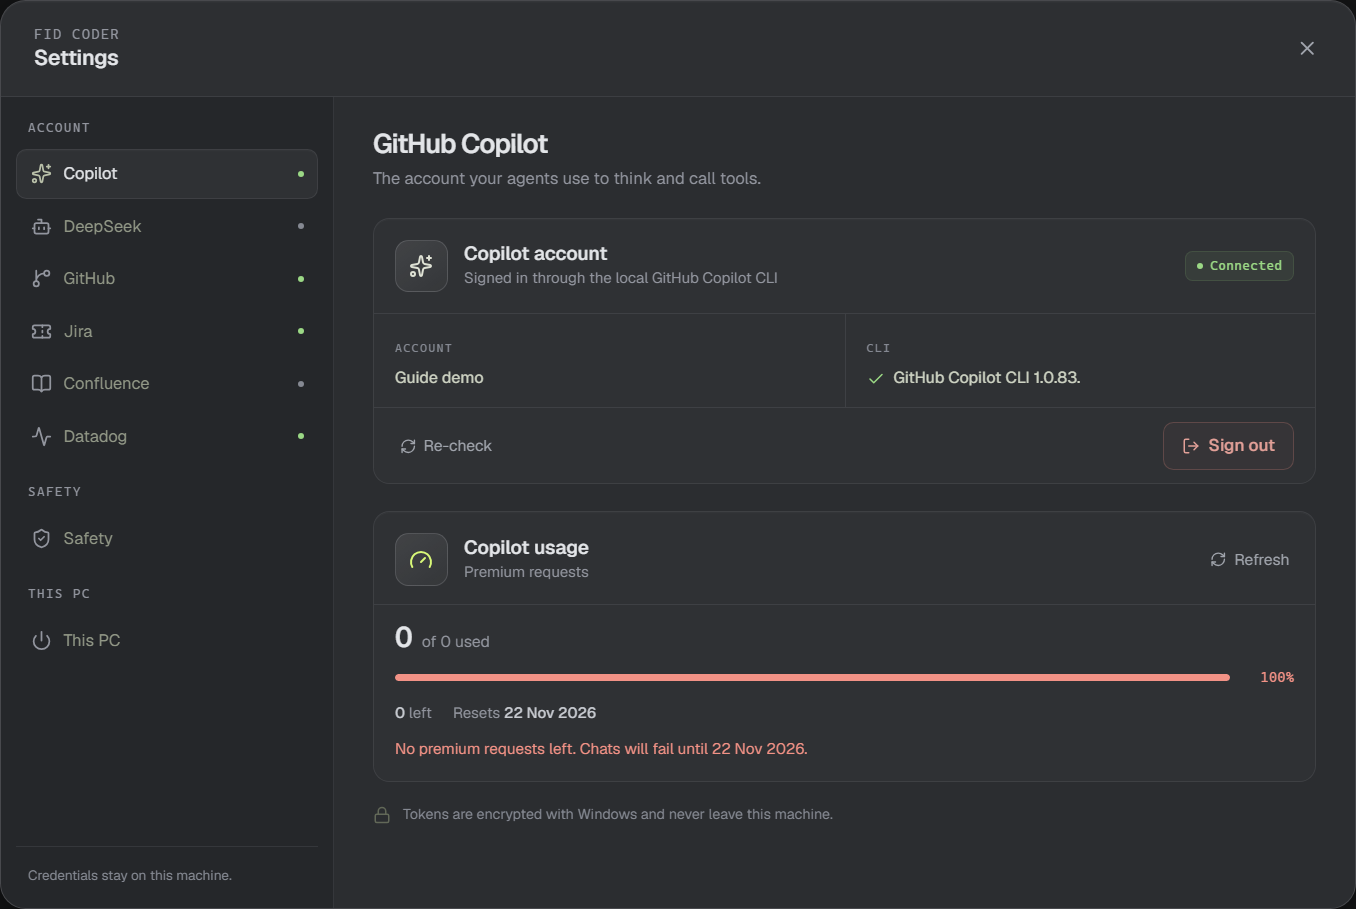 FID CODER
Settings
ACCOUNT
Copilot
DeepSeek
GitHub
Jira
Confluence
Datadog
SAFETY
Safety
THIS PC
This PC
Credentials stay on this machine.
GitHub Copilot
The account your agents use to think and call tools.
Copilot account
Signed in through the local GitHub Copilot CLI
Connected
ACCOUNT
Guide demo
CLI
GitHub Copilot CLI 1.0.83.
Re-check
Sign out
Copilot usage
Premium requests
Refresh
0 of 0 used
100%
0 left Resets 22 Nov 2026
No premium requests left. Chats will fail until 22 Nov 2026.
Tokens are encrypted with Windows and never leave this machine.